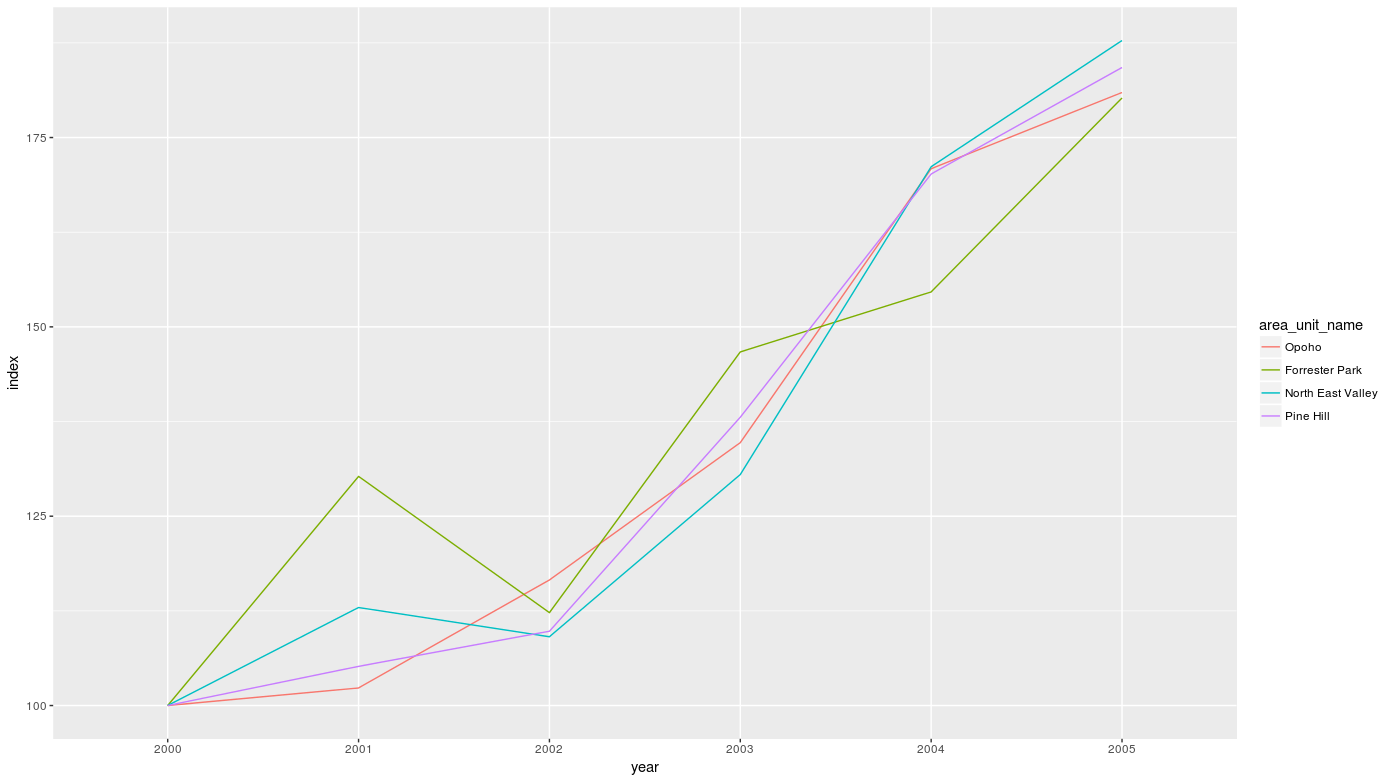 175
150
125
100
index
2000 2001 2002 2003 2004 2005
year
area_unit_name
Opoho
Forrester Park
North East Valley
Pine Hill